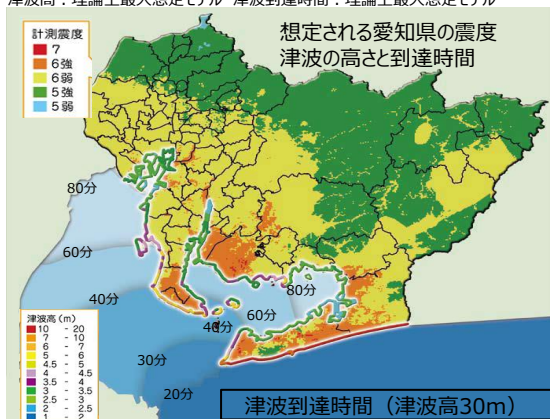 津波高：理論上最大想定モデル 津波到達時間：理論上最大想定モデル
想定される愛知県の震度
津波の高さと到達時間
計測震度
7
6強
6弱
5強
5弱
80分
60分
40分
30分
20分
40分
60分
80分
津波高(m)
10 - 20
7 - 10
6 - 7
5 - 6
4.5 - 5
4 - 4.5
3.5 - 4
3 - 3.5
2.5 - 3
2 - 2.5
1 - 2
津波到達時間（津波高30m）